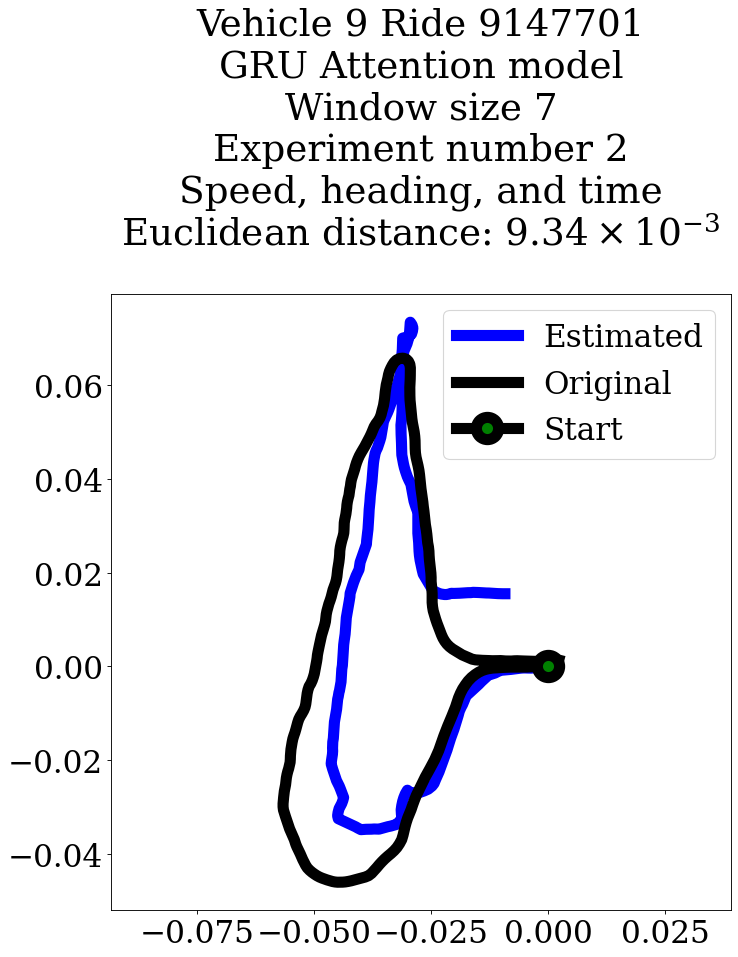 Vehicle 9 Ride 9147701
GRU Attention model
Window size 7
Experiment number 2
Speed, heading, and time
Euclidean distance: 9.34 × 10⁻³
Estimated
Original
Start
0.06
0.04
0.02
0.00
−0.02
−0.04
−0.075 −0.050 −0.025 0.000 0.025